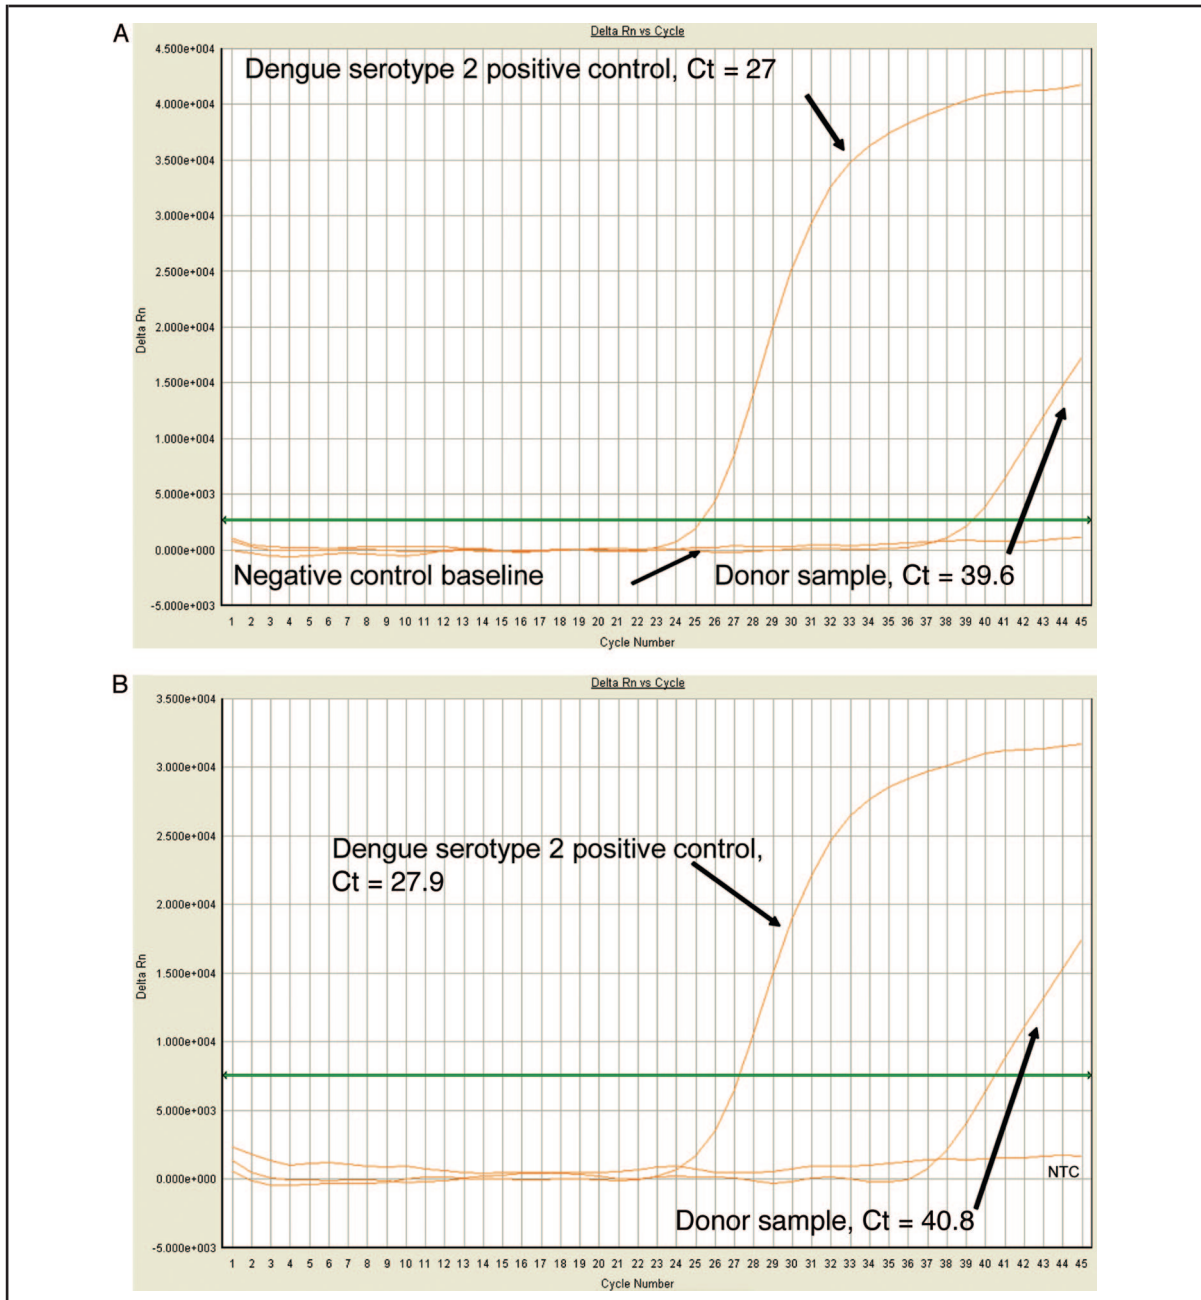 A
Delta Rn vs Cycle
4.500e+004
Dengue serotype 2 positive control, Ct = 27
4.000e+004
3.500e+004
3.000e+004
2.500e+004
Delta Rn
2.000e+004
1.500e+004
1.000e+004
5.000e+003
0.000e+000
Negative control baseline
Donor sample, Ct = 39.6
-5.000e+003
1 2 3 4 5 6 7 8 9 10 11 12 13 14 15 16 17 18 19 20 21 22 23 24 25 26 27 28 29 30 31 32 33 34 35 36 37 38 39 40 41 42 43 44 45
Cycle Number
B
Delta Rn vs Cycle
3.500e+004
3.000e+004
2.500e+004
Dengue serotype 2 positive control,
Ct = 27.9
2.000e+004
Delta Rn
1.500e+004
1.000e+004
5.000e+003
0.000e+000
NTC
Donor sample, Ct = 40.8
-5.000e+003
1 2 3 4 5 6 7 8 9 10 11 12 13 14 15 16 17 18 19 20 21 22 23 24 25 26 27 28 29 30 31 32 33 34 35 36 37 38 39 40 41 42 43 44 45
Cycle Number